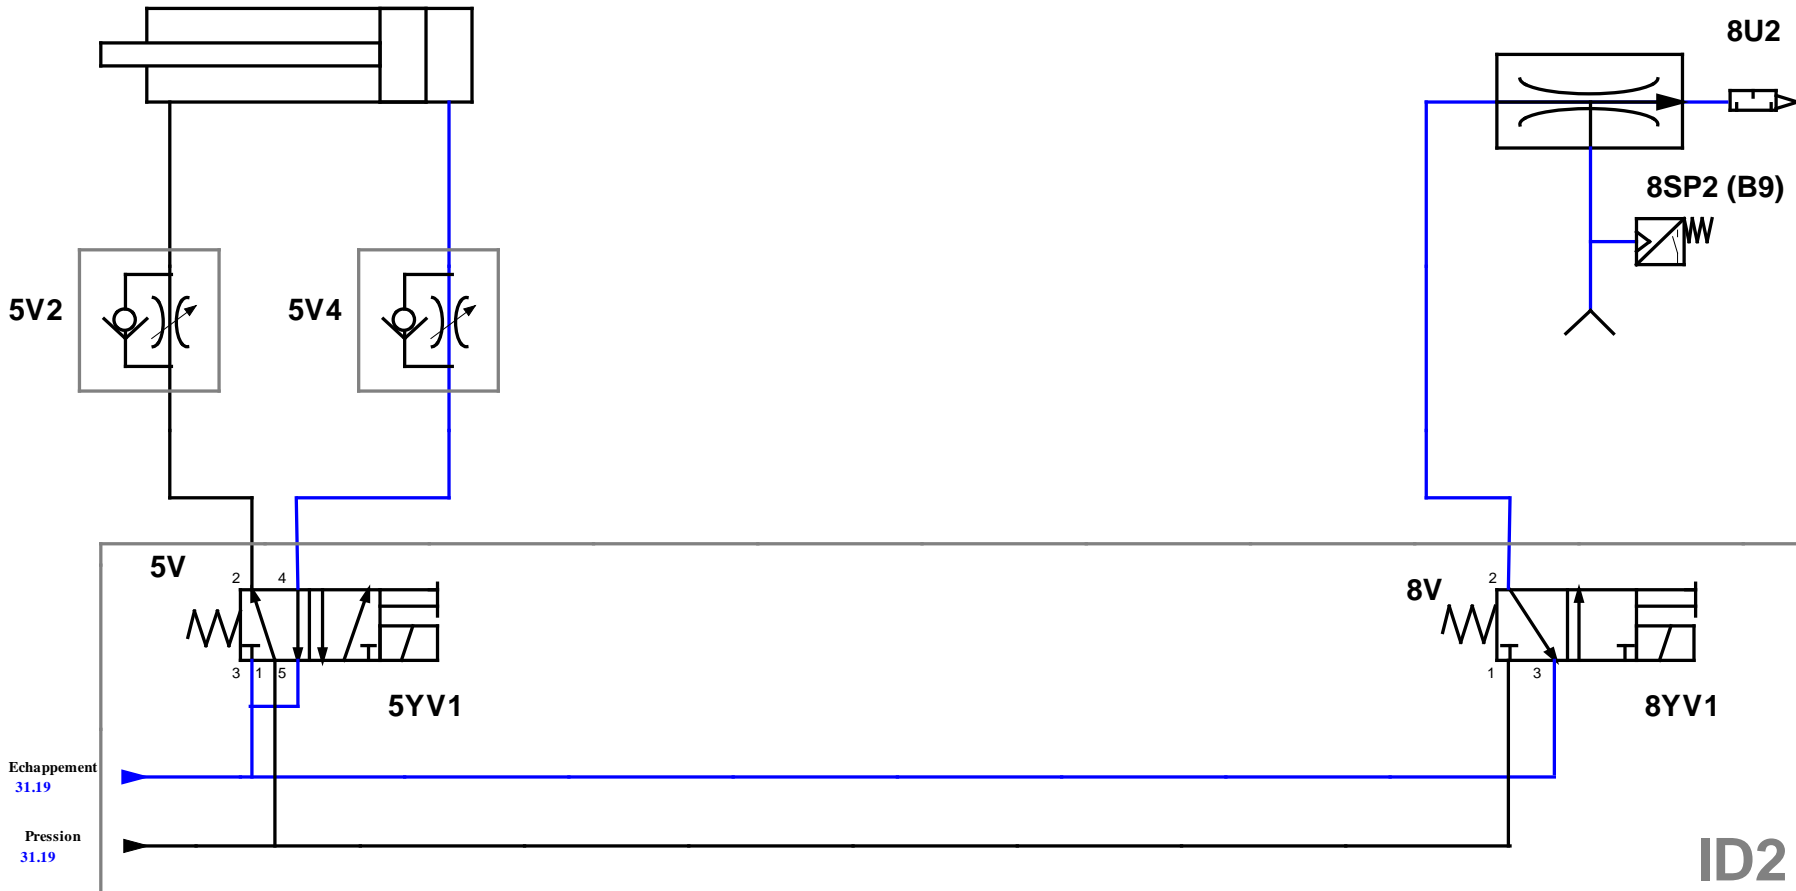 8U2
8SP2 (B9)
5V2
5V4
5V
2 4
3 1 5
5YV1
8V
2
1 3
8YV1
Echappement
31.19
Pression
31.19
ID2